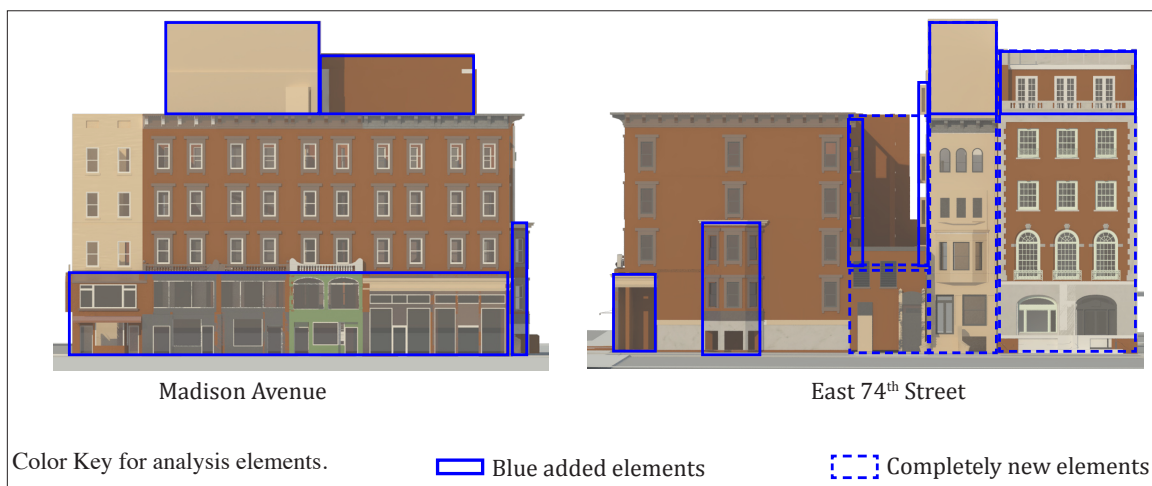 Madison Avenue
East 74th Street
Color Key for analysis elements.
Blue added elements
Completely new elements